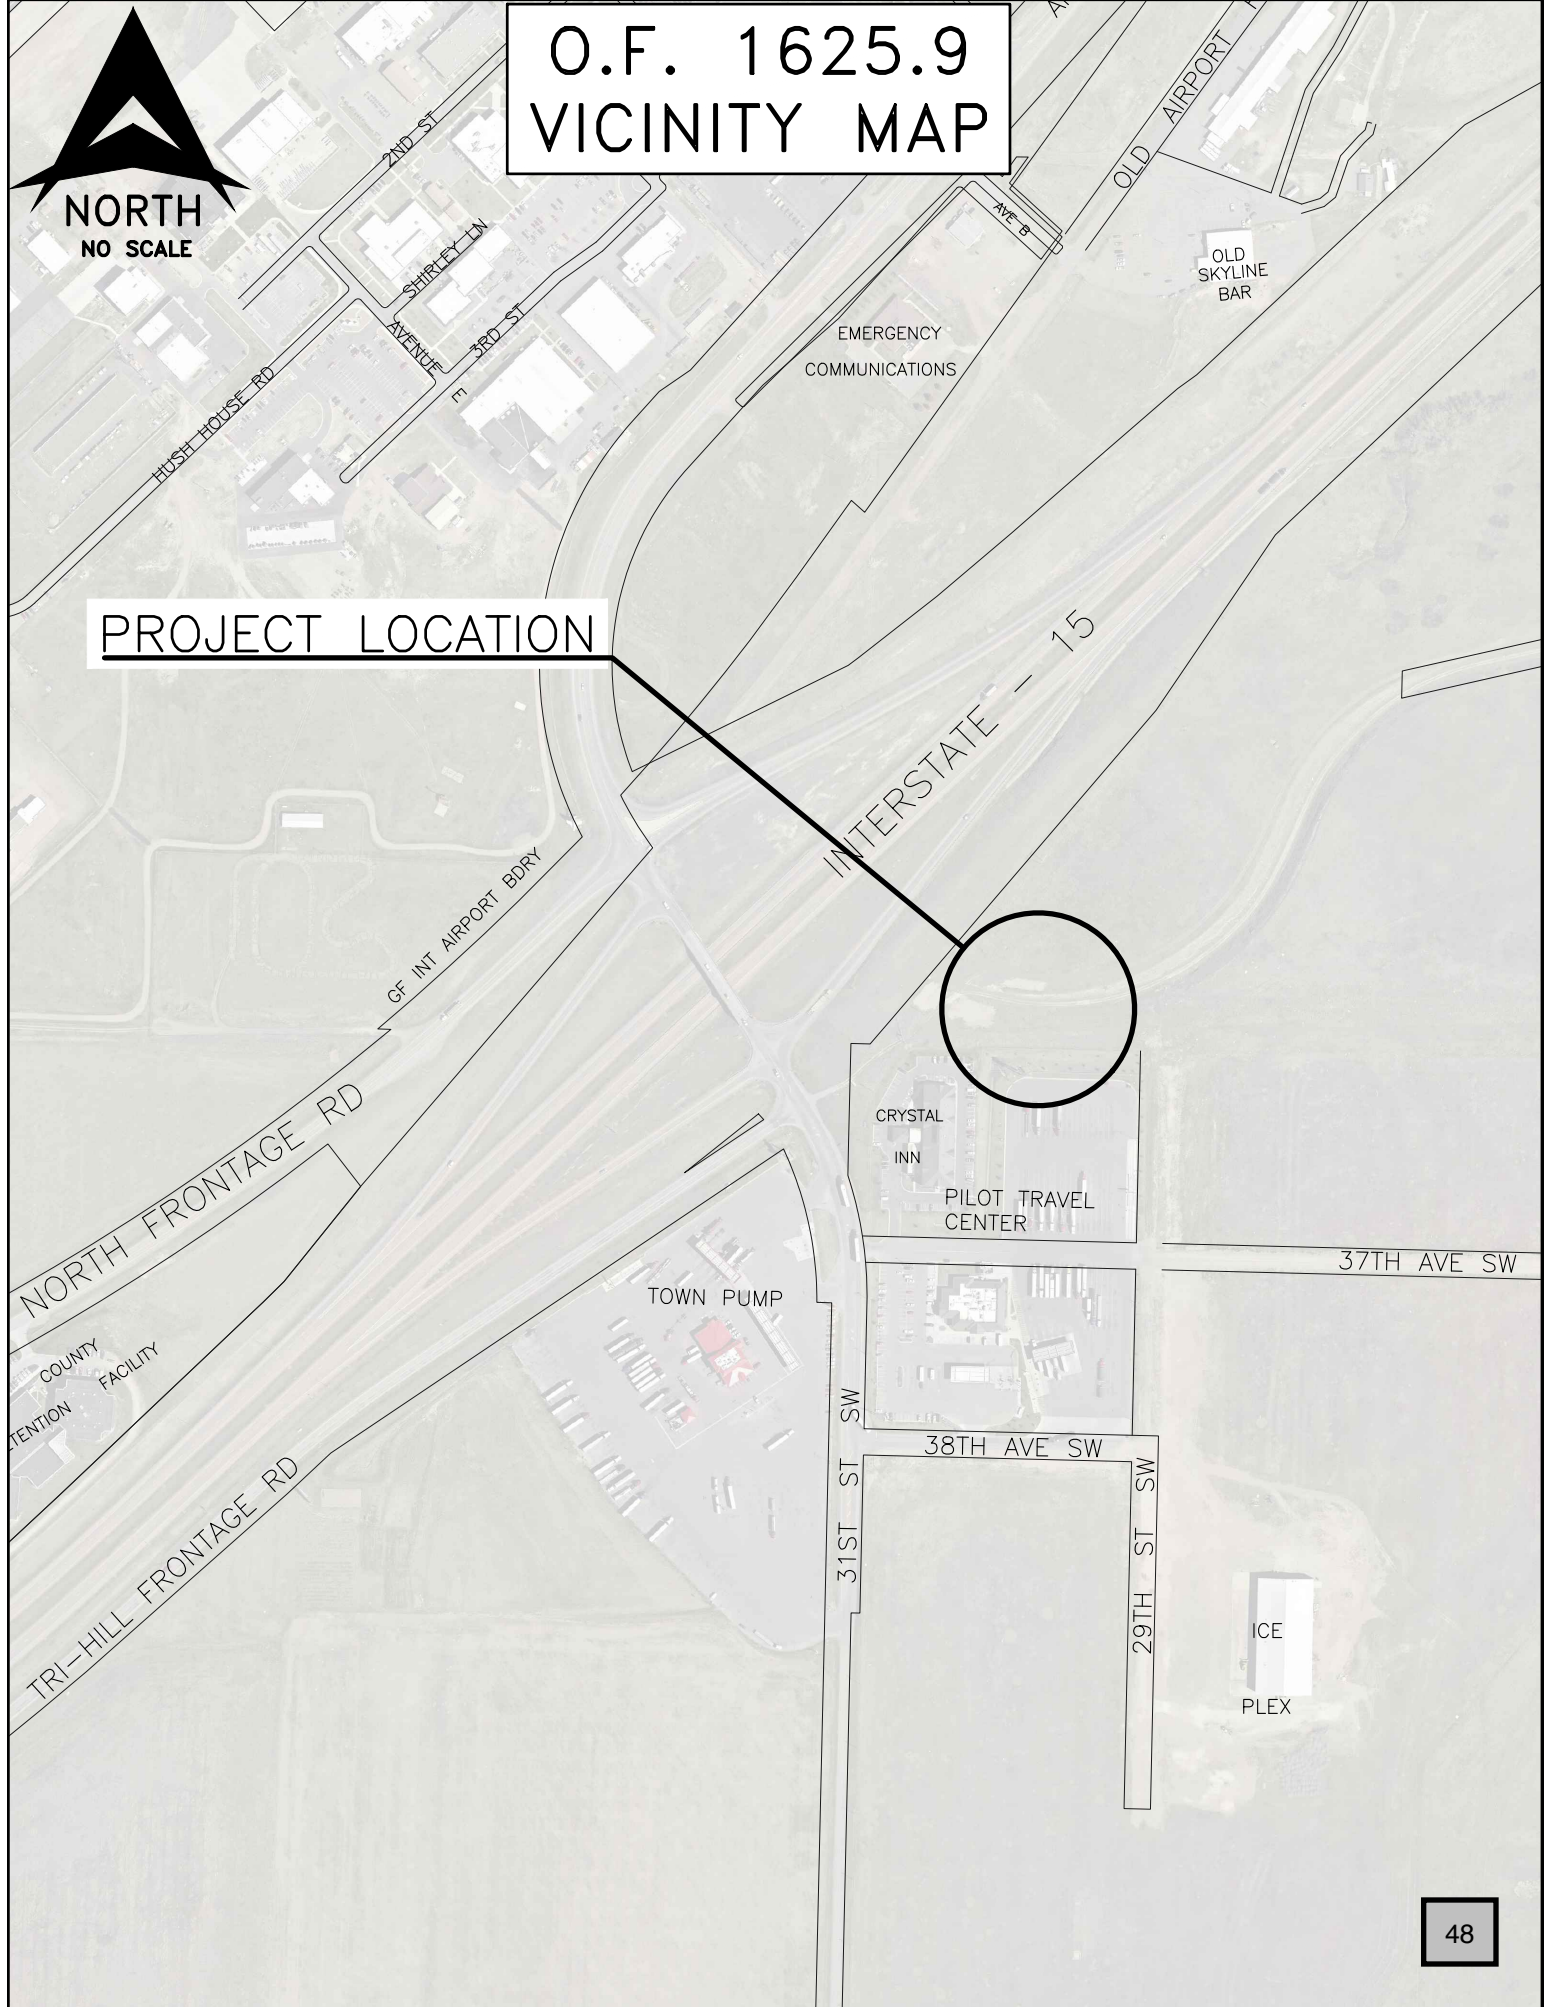 O.F. 1625.9
VICINITY MAP
NORTH
NO SCALE
2ND ST
SHIRLEY LN
AVENUE E
3RD ST
HUSH HOUSE RD
OLD AIRPORT
AVE B
OLD
SKYLINE
BAR
EMERGENCY
COMMUNICATIONS
PROJECT LOCATION
INTERSTATE - 15
GF INT AIRPORT BDRY
NORTH FRONTAGE RD
CRYSTAL
INN
PILOT TRAVEL
CENTER
37TH AVE SW
TOWN PUMP
COUNTY
FACILITY
TRI-HILL FRONTAGE RD
31ST ST SW
38TH AVE SW
29TH ST SW
ICE
PLEX
48